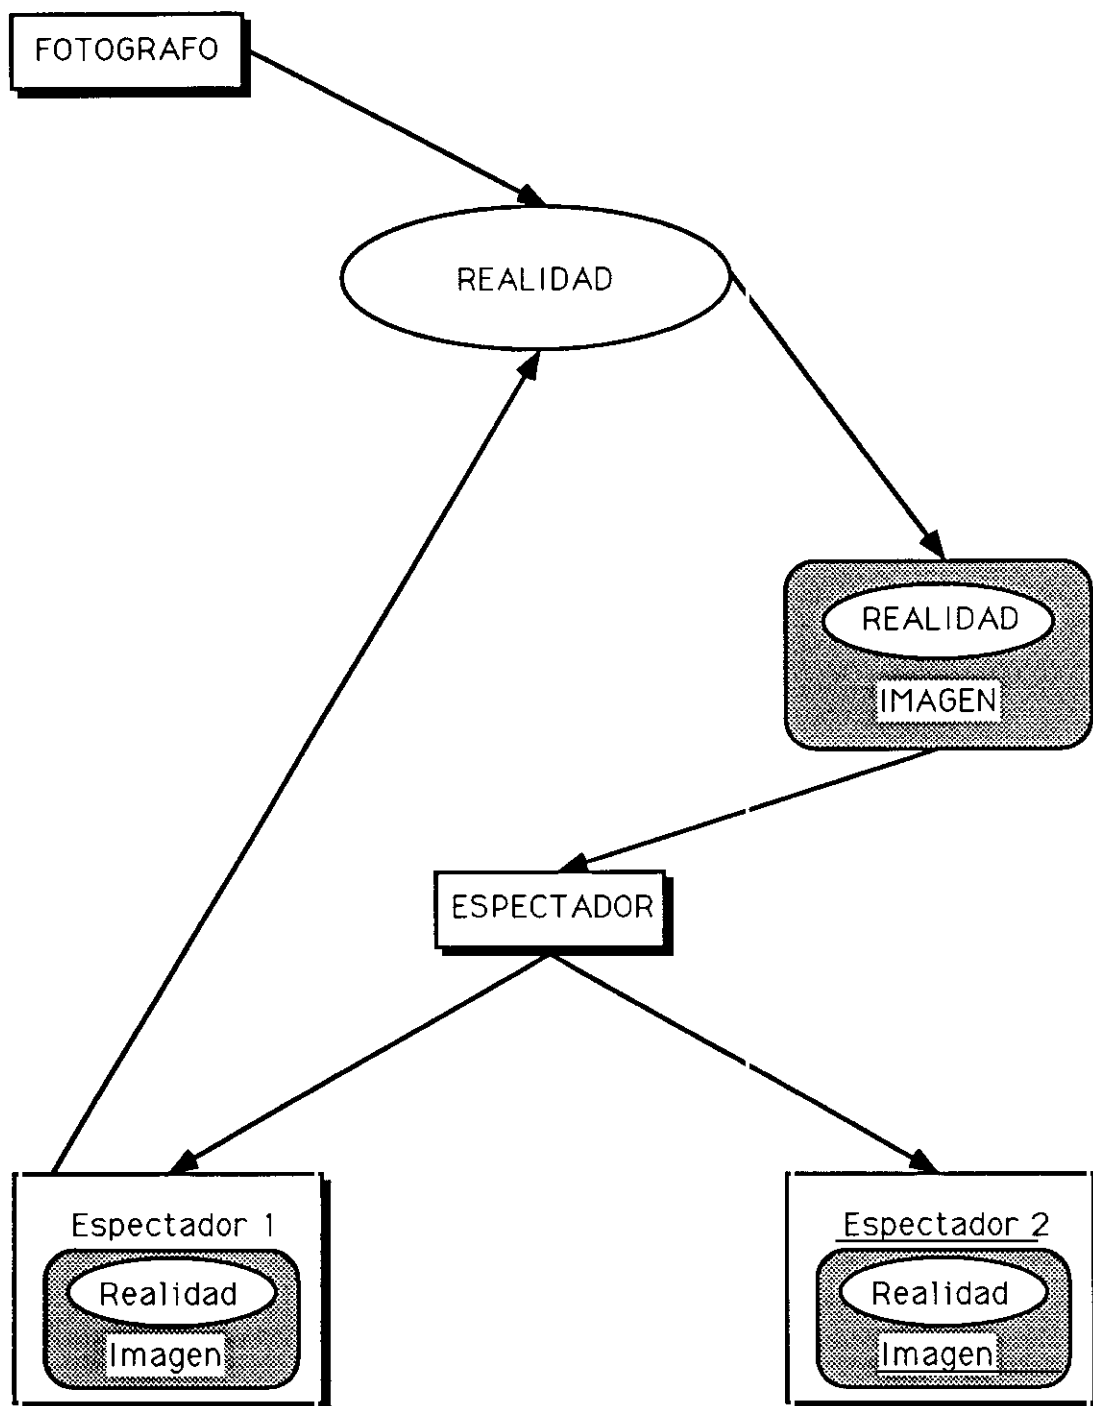 FOTOGRAFO
REALIDAD
REALIDAD
IMAGEN
ESPECTADOR
Espectador 1
Realidad
Imagen
Espectador 2
Realidad
Imagen